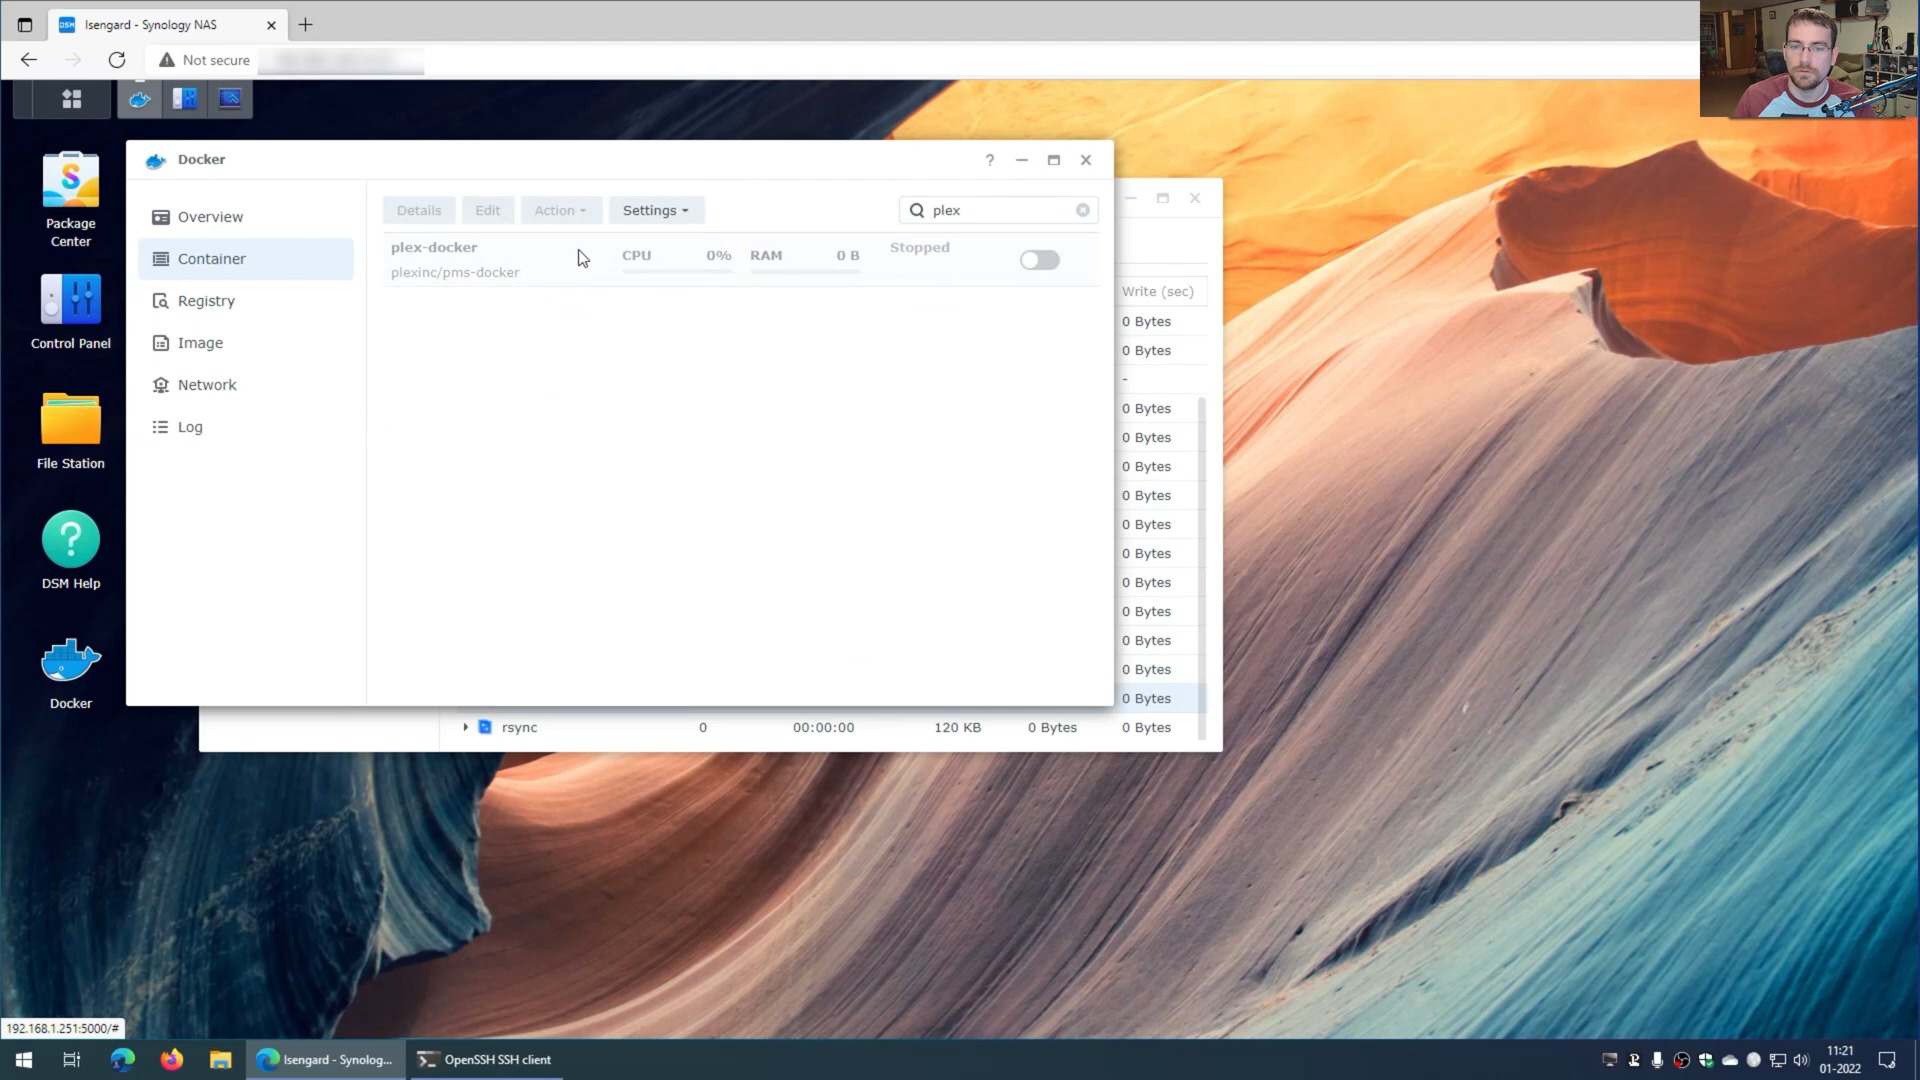 Isengard - Synology NAS
Not secure
Package
Center
Control Panel
File Station
DSM Help
Docker
Docker
Overview
Container
Registry
Image
Network
Log
Details
Edit
Action
Settings
plex
plex-docker
plexinc/pms-docker
CPU 0%
RAM 0 B
Stopped
Write (sec)
0 Bytes
0 Bytes
-
0 Bytes
0 Bytes
0 Bytes
0 Bytes
0 Bytes
0 Bytes
0 Bytes
0 Bytes
0 Bytes
0 Bytes
0 Bytes
rsync 0 00:00:00 120 KB 0 Bytes 0 Bytes
192.168.1.251:5000/#
Isengard - Synolog...
OpenSSH SSH client
11:21
01-2022